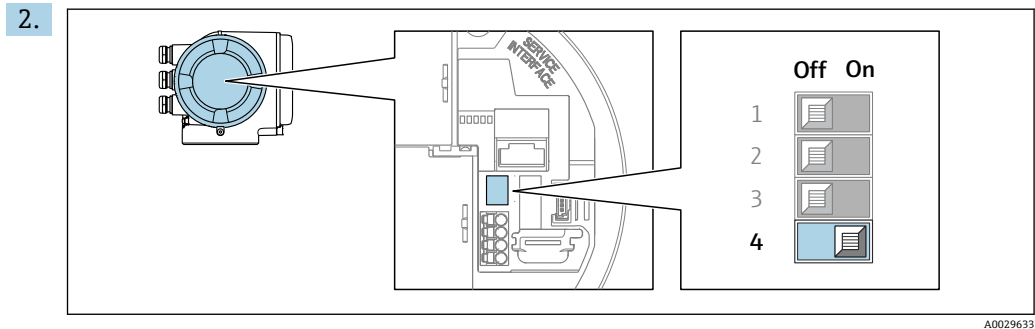 2.
SERVICE
INTERFACE
Off On
1
2
3
4
A0029633